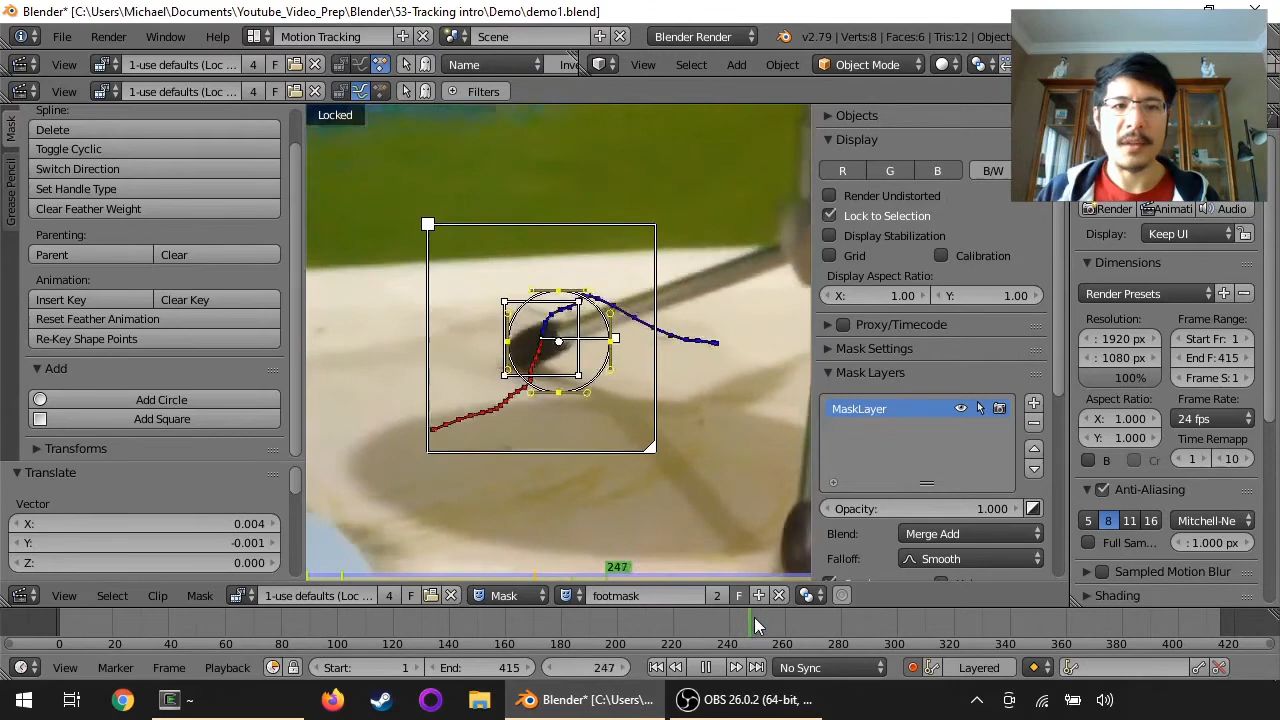 Blender* [C:\Users\Michael\Documents\Youtube_Video_Prep\Blender\53-Tracking intro\Demo\demo1.blend]
File Render Window Help Motion Tracking Scene Blender Render v2.79 | Verts:8 | Faces:6 | Tris:12 | Object
View 1-use defaults (Loc ... 4 F Name Inve View Select Add Object Object Mode
View 1-use defaults (Loc ... 4 F Filters
Mask
Grease Pencil
Spline:
Delete
Toggle Cyclic
Switch Direction
Set Handle Type
Clear Feather Weight
Parenting:
Parent Clear
Animation:
Insert Key Clear Key
Reset Feather Animation
Re-Key Shape Points
Add
Add Circle
Add Square
Transforms
Translate
Vector
X: 0.004
Y: -0.001
Z: 0.000
Locked
247
Objects
Display
R G B B/W
Render Undistorted
Lock to Selection
Display Stabilization
Grid Calibration
Display Aspect Ratio:
X: 1.00 Y: 1.00
Proxy/Timecode
Mask Settings
Mask Layers
MaskLayer
Opacity: 1.000
Blend: Merge Add
Falloff: Smooth
Render Animati Audio
Display: Keep UI
Dimensions
Render Presets
Resolution: Frame Range:
: 1920 px Start Fr: 1
: 1080 px End F: 415
100% Frame S: 1
Aspect Ratio: Frame Rate:
X: 1.000 24 fps
Y: 1.000 Time Remapp
B Cr 1 10
Anti-Aliasing
5 8 11 16 Mitchell-Ne
Full Sam... : 1.000 px
Sampled Motion Blur
Shading
View Select Clip Mask 1-use defaults (Loc ... 4 F Mask footmask 2 F
0 20 40 60 80 100 120 140 160 180 200 220 240 260 280 300 320 340 360 380 400 420
View Marker Frame Playback Start: 1 End: 415 247 No Sync Layered
~ Blender* [C:\Users\... OBS 26.0.2 (64-bit, ...